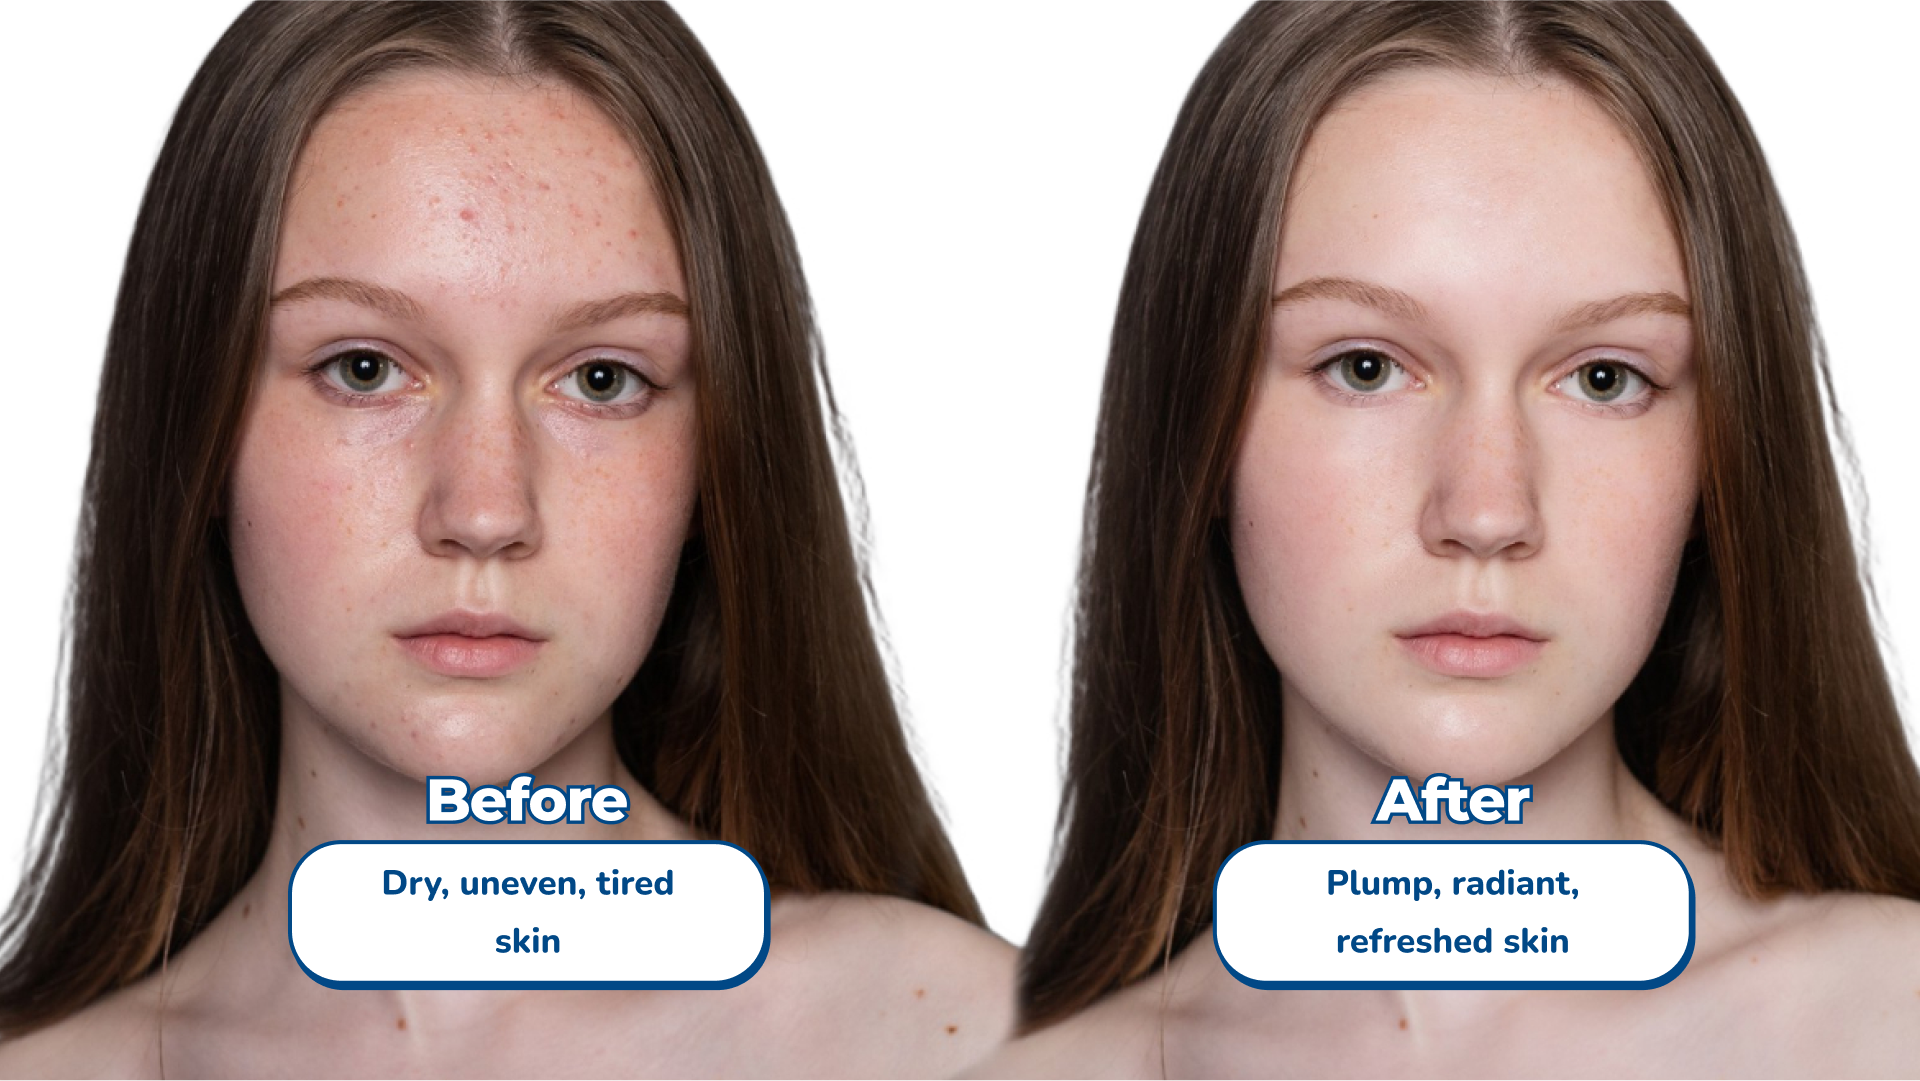 Before
Dry, uneven, tired
skin
After
Plump, radiant,
refreshed skin